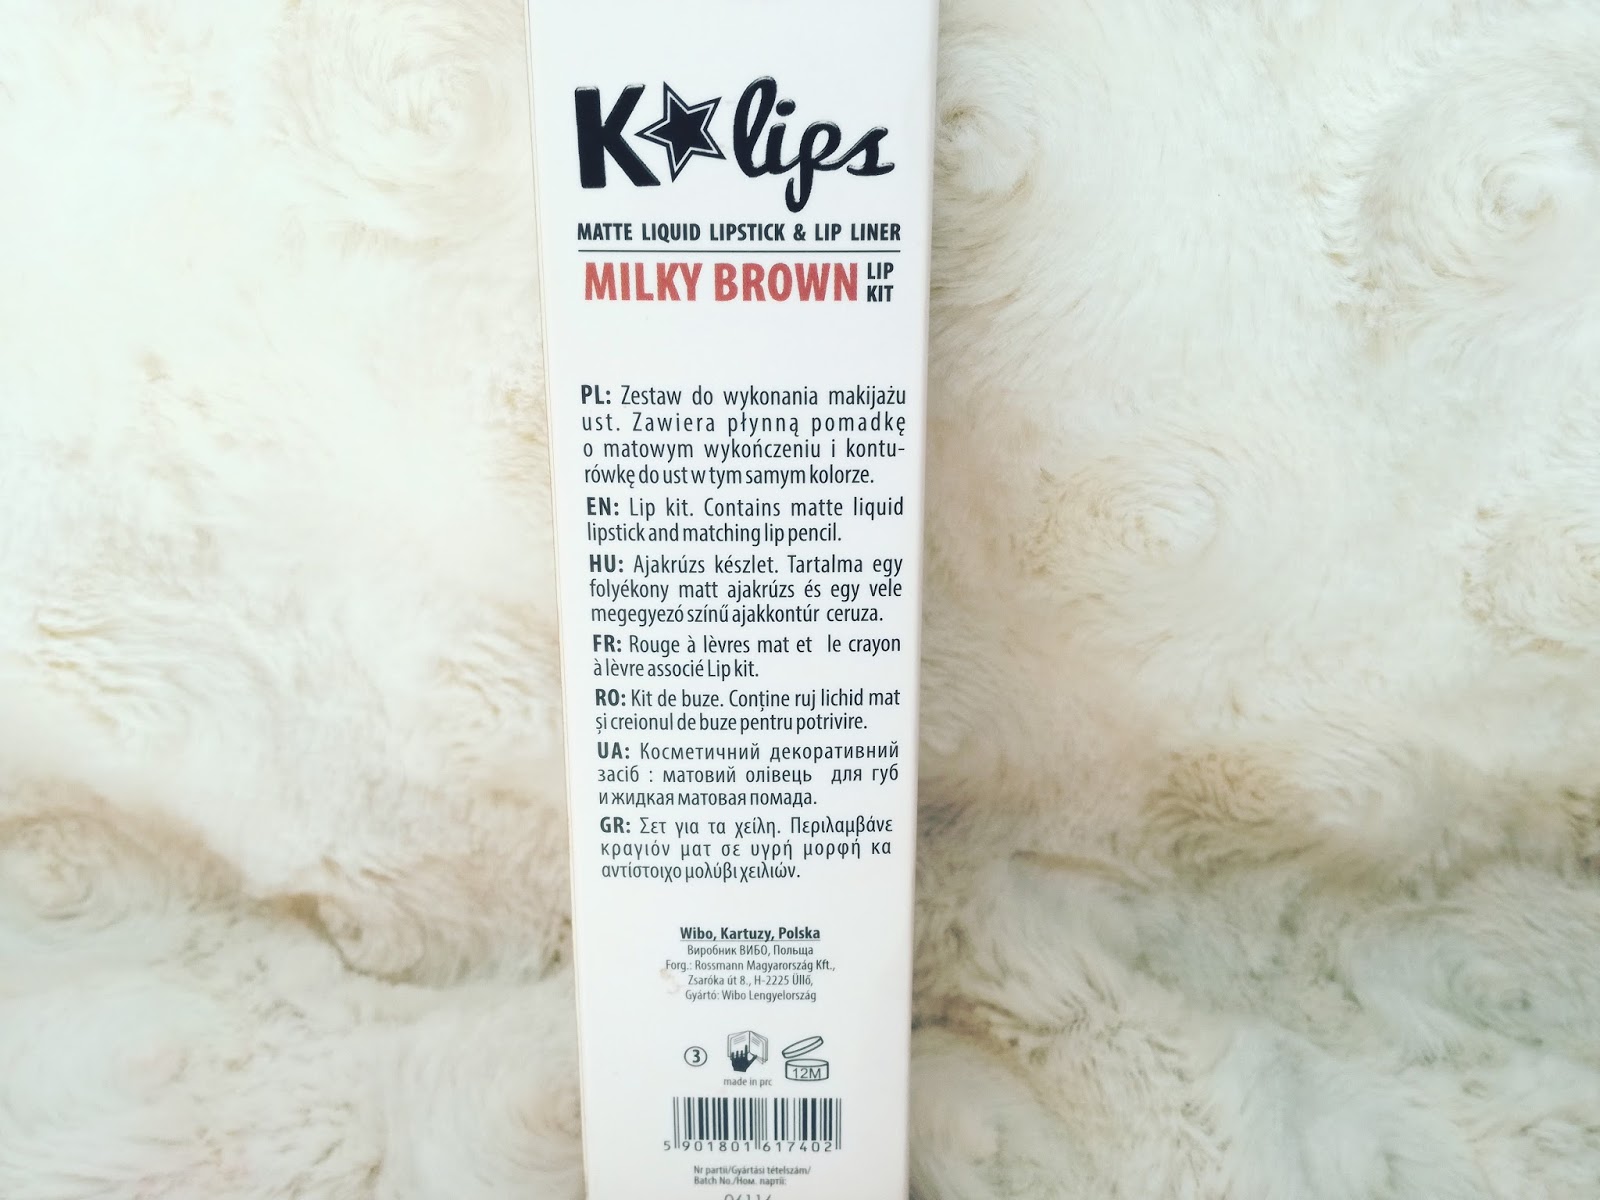 K lips
MATTE LIQUID LIPSTICK & LIP LINER
MILKY BROWN LIP KIT
PL: Zestaw do wykonania makijażu
ust. Zawiera płynną pomadkę
o matowym wykończeniu i kontu-
rówkę do ust w tym samym kolorze.
EN: Lip kit. Contains matte liquid
lipstick and matching lip pencil.
HU: Ajakrúzs készlet. Tartalma egy
folyékony matt ajakrúzs és egy vele
megegyező színű ajakkontúr ceruza.
FR: Rouge à lèvres mat et le crayon
à lèvre associé Lip kit.
RO: Kit de buze. Conține ruj lichid mat
și creionul de buze pentru potrivire.
UA: Косметичний декоративний
засіб : матовий олівець для губ
и жидкая матовая помада.
GR: Σετ για τα χείλη. Περιλαμβάνε
κραγιόν ματ σε υγρή μορφή κα
αντίστοιχο μολύβι χειλιών.
Wibo, Kartuzy, Polska
Виробник ВИБО, Польща
Forg.: Rossmann Magyarország Kft.,
Zsaróka út 8., H-2225 Üllő,
Gyártó: Wibo Lengyelország
3
12M
made in prc
5 901801 617402
Nr partii/Gyártási tételszám/
Batch No./Ном. партії: